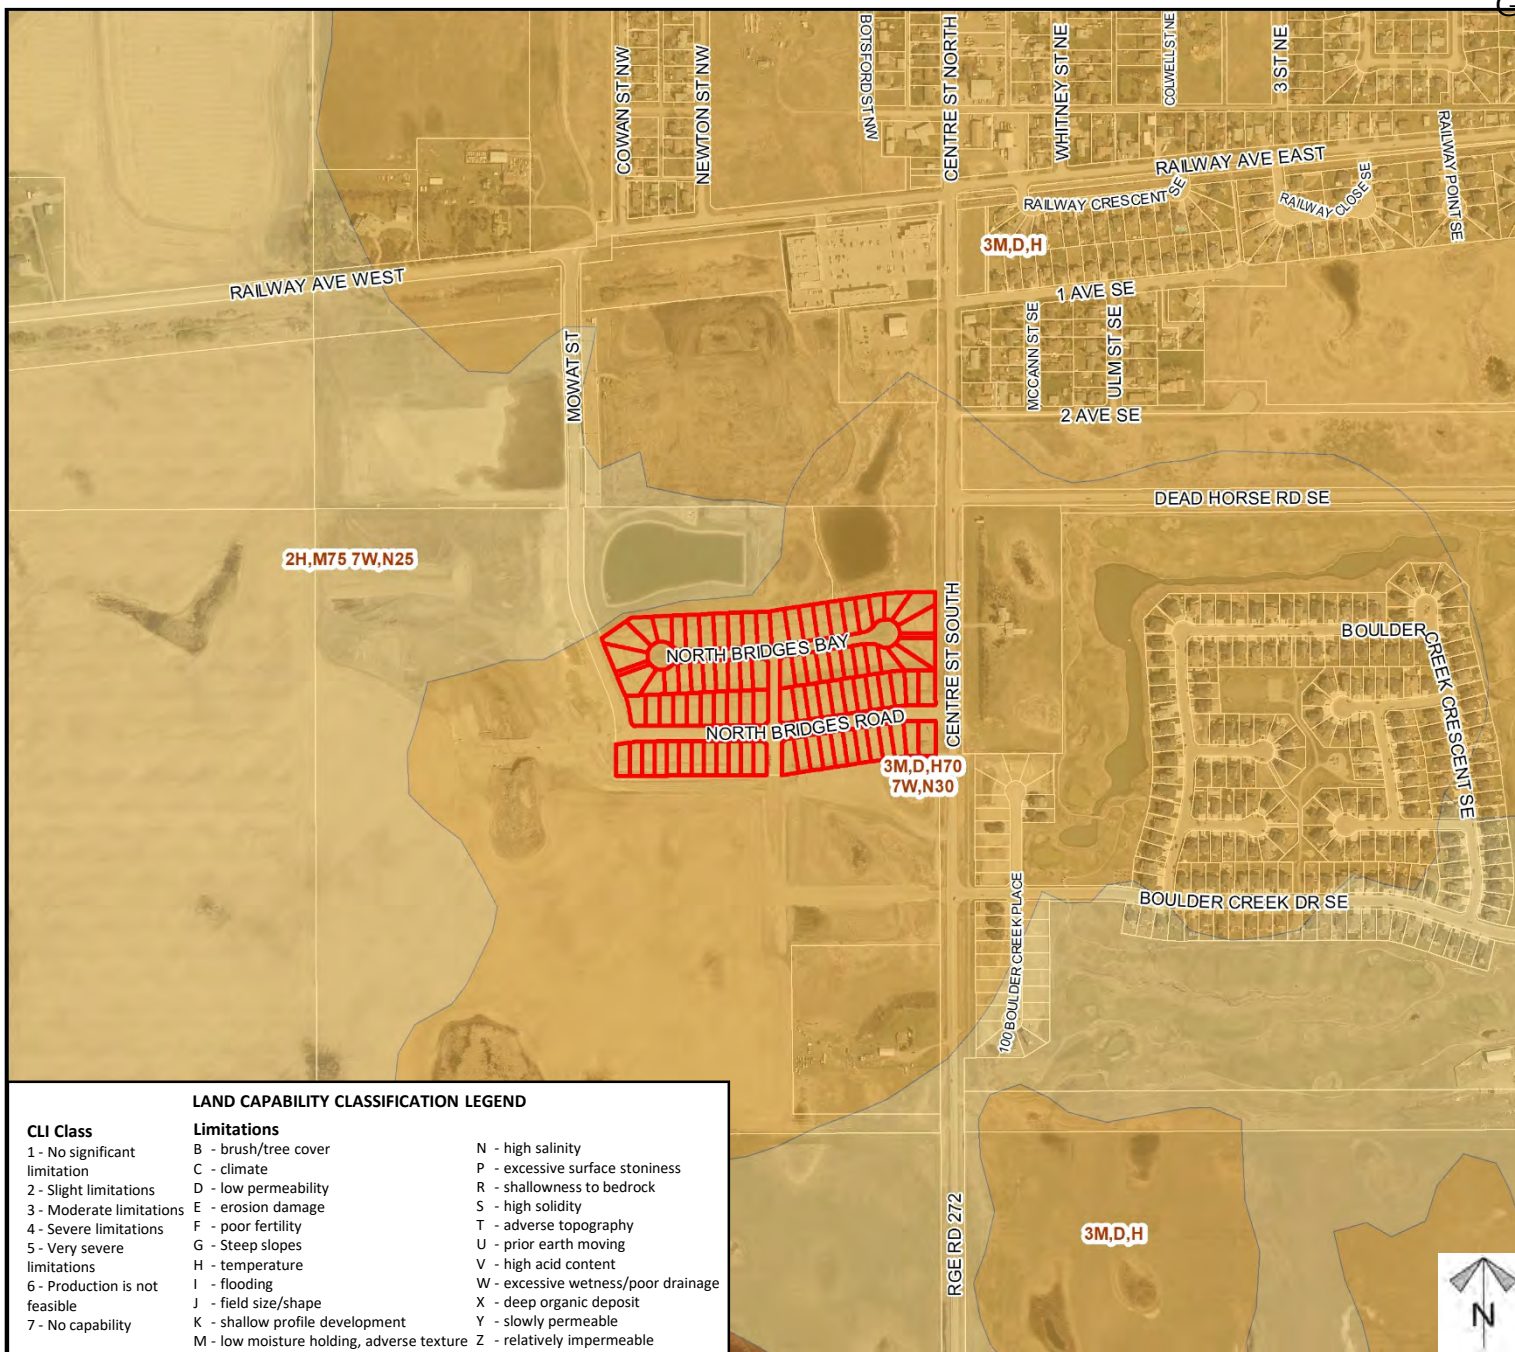 COWAN ST NW
NEWTON ST NW
BOTSFORD ST NW
CENTRE ST NORTH
WHITNEY ST NE
COLWELL ST NE
3 ST NE
RAILWAY AVE EAST
RAILWAY CRESCENT SE
RAILWAY CLOSE SE
RAILWAY POINT SE
3M,D,H
RAILWAY AVE WEST
1 AVE SE
MOWAT ST
MCCANN ST SE
ULM ST SE
2 AVE SE
DEAD HORSE RD SE
2H,M75 7W,N25
NORTH BRIDGES BAY
CENTRE ST SOUTH
BOULDER CREEK CRESCENT SE
NORTH BRIDGES ROAD
3M,D,H70
7W,N30
100 BOULDER CREEK PLACE
BOULDER CREEK DR SE
RGE RD 272
3M,D,H
N
LAND CAPABILITY CLASSIFICATION LEGEND
CLI Class
1 - No significant
limitation
2 - Slight limitations
3 - Moderate limitations
4 - Severe limitations
5 - Very severe
limitations
6 - Production is not
feasible
7 - No capability
Limitations
B - brush/tree cover
C - climate
D - low permeability
E - erosion damage
F - poor fertility
G - Steep slopes
H - temperature
I - flooding
J - field size/shape
K - shallow profile development
M - low moisture holding, adverse texture
N - high salinity
P - excessive surface stoniness
R - shallowness to bedrock
S - high solidity
T - adverse topography
U - prior earth moving
V - high acid content
W - excessive wetness/poor drainage
X - deep organic deposit
Y - slowly permeable
Z - relatively impermeable